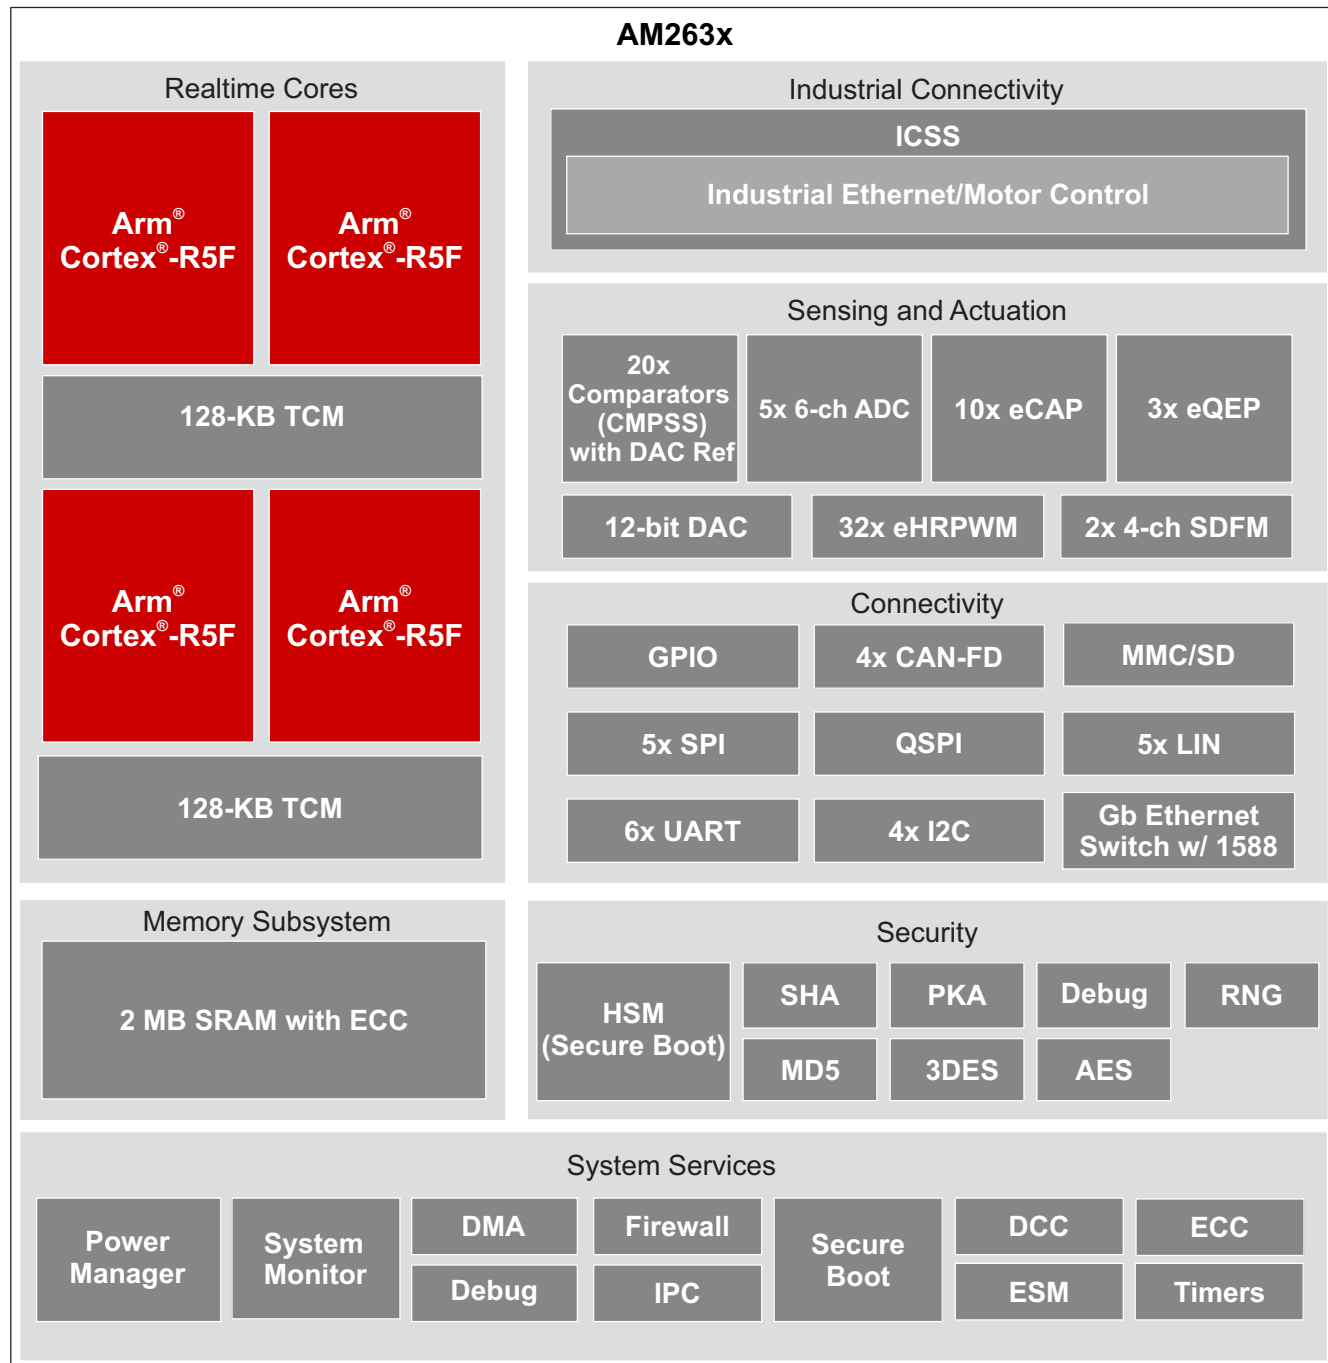 AM263x
Realtime Cores
Arm®
Cortex®-R5F
Arm®
Cortex®-R5F
128-KB TCM
Arm®
Cortex®-R5F
Arm®
Cortex®-R5F
128-KB TCM
Memory Subsystem
2 MB SRAM with ECC
Industrial Connectivity
ICSS
Industrial Ethernet/Motor Control
Sensing and Actuation
20x
Comparators
(CMPSS)
with DAC Ref
5x 6-ch ADC
10x eCAP
3x eQEP
12-bit DAC
32x eHRPWM
2x 4-ch SDFM
Connectivity
GPIO
4x CAN-FD
MMC/SD
5x SPI
QSPI
5x LIN
6x UART
4x I2C
Gb Ethernet
Switch w/ 1588
Security
HSM
(Secure Boot)
SHA
PKA
Debug
RNG
MD5
3DES
AES
System Services
Power
Manager
System
Monitor
DMA
Debug
Firewall
IPC
Secure
Boot
DCC
ESM
ECC
Timers